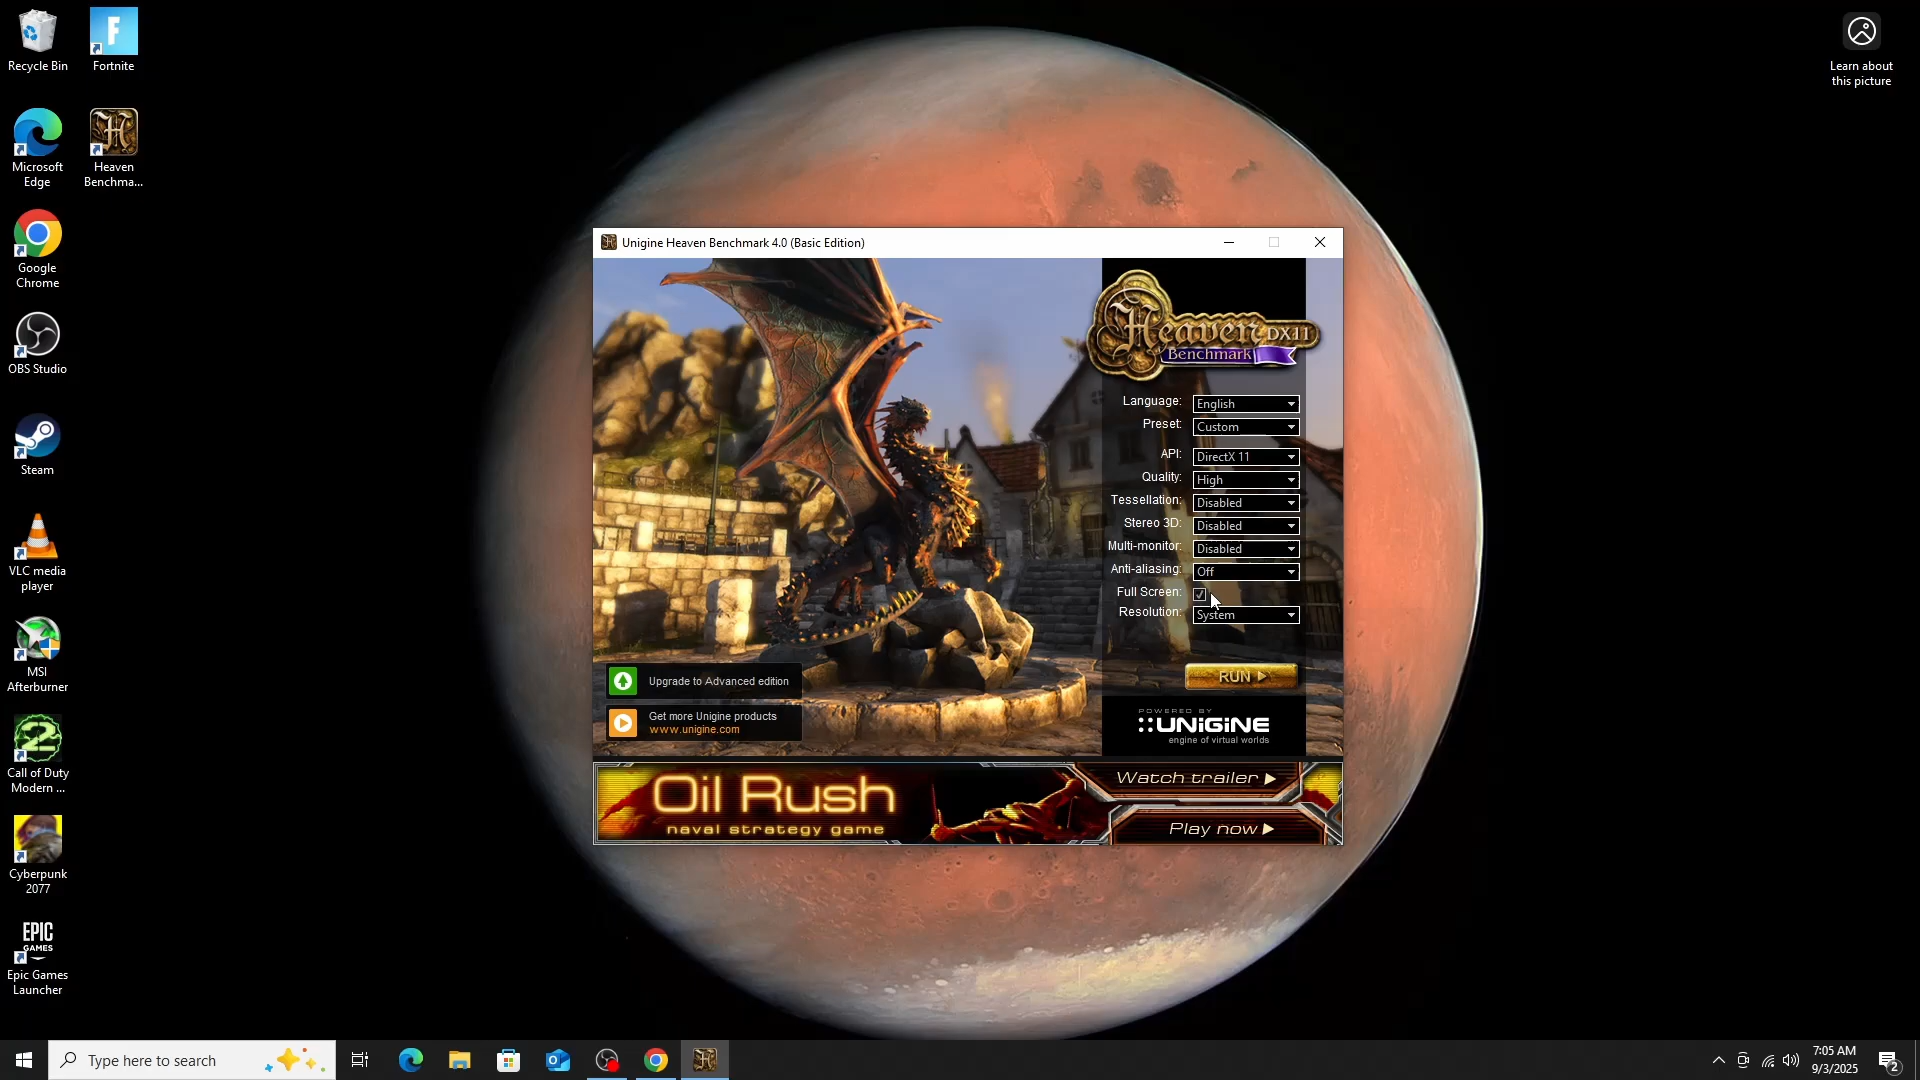 Recycle Bin
Fortnite
Microsoft
Edge
Heaven
Benchma...
Google
Chrome
OBS Studio
Steam
VLC media
player
MSI
Afterburner
Call of Duty
Modern ...
Cyberpunk
2077
EPIC
GAMES
Epic Games
Launcher
Learn about
this picture
Unigine Heaven Benchmark 4.0 (Basic Edition)
Heaven DX11
Benchmark
Language: English
Preset: Custom
API: DirectX 11
Quality: High
Tessellation: Disabled
Stereo 3D: Disabled
Multi-monitor: Disabled
Anti-aliasing: Off
Full Screen:
Resolution: System
RUN
Upgrade to Advanced edition
Get more Unigine products
www.unigine.com
POWERED BY
UNIGINE
engine of virtual worlds
Oil Rush
naval strategy game
Watch trailer
Play now
Type here to search
7:05 AM
9/3/2025
2